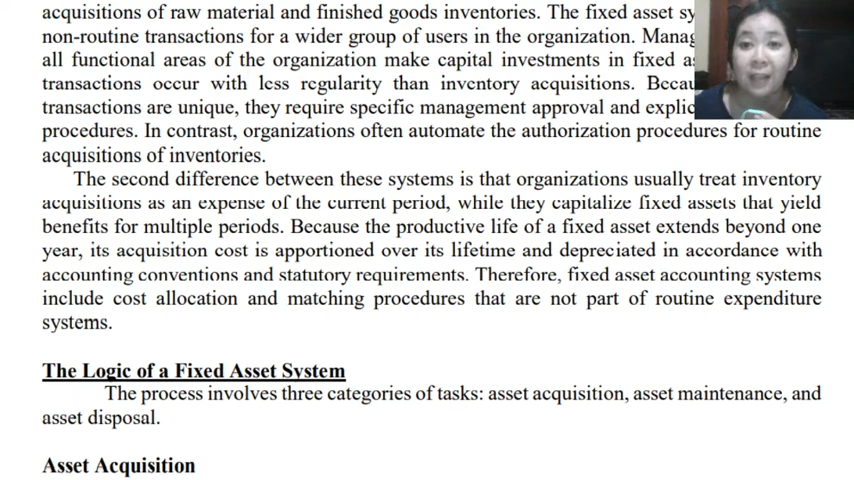 acquisitions of raw material and finished goods inventories. The fixed asset sy
non-routine transactions for a wider group of users in the organization. Manag
all functional areas of the organization make capital investments in fixed as
transactions occur with less regularity than inventory acquisitions. Becau
transactions are unique, they require specific management approval and explic
procedures. In contrast, organizations often automate the authorization procedures for routine
acquisitions of inventories.
The second difference between these systems is that organizations usually treat inventory
acquisitions as an expense of the current period, while they capitalize fixed assets that yield
benefits for multiple periods. Because the productive life of a fixed asset extends beyond one
year, its acquisition cost is apportioned over its lifetime and depreciated in accordance with
accounting conventions and statutory requirements. Therefore, fixed asset accounting systems
include cost allocation and matching procedures that are not part of routine expenditure
systems.
The Logic of a Fixed Asset System
The process involves three categories of tasks: asset acquisition, asset maintenance, and
asset disposal.
Asset Acquisition